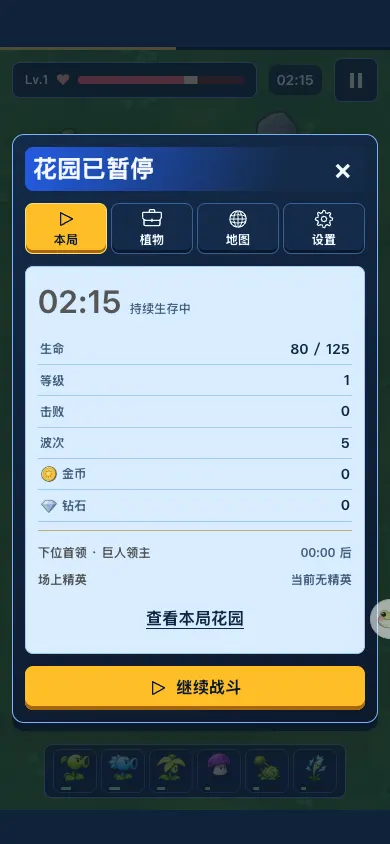 Lv.1
02:15
花园已暂停
本局
植物
地图
设置
02:15 持续生存中
生命 80 / 125
等级 1
击败 0
波次 5
金币 0
钻石 0
下位首领 · 巨人领主 00:00 后
场上精英 当前无精英
查看本局花园
继续战斗